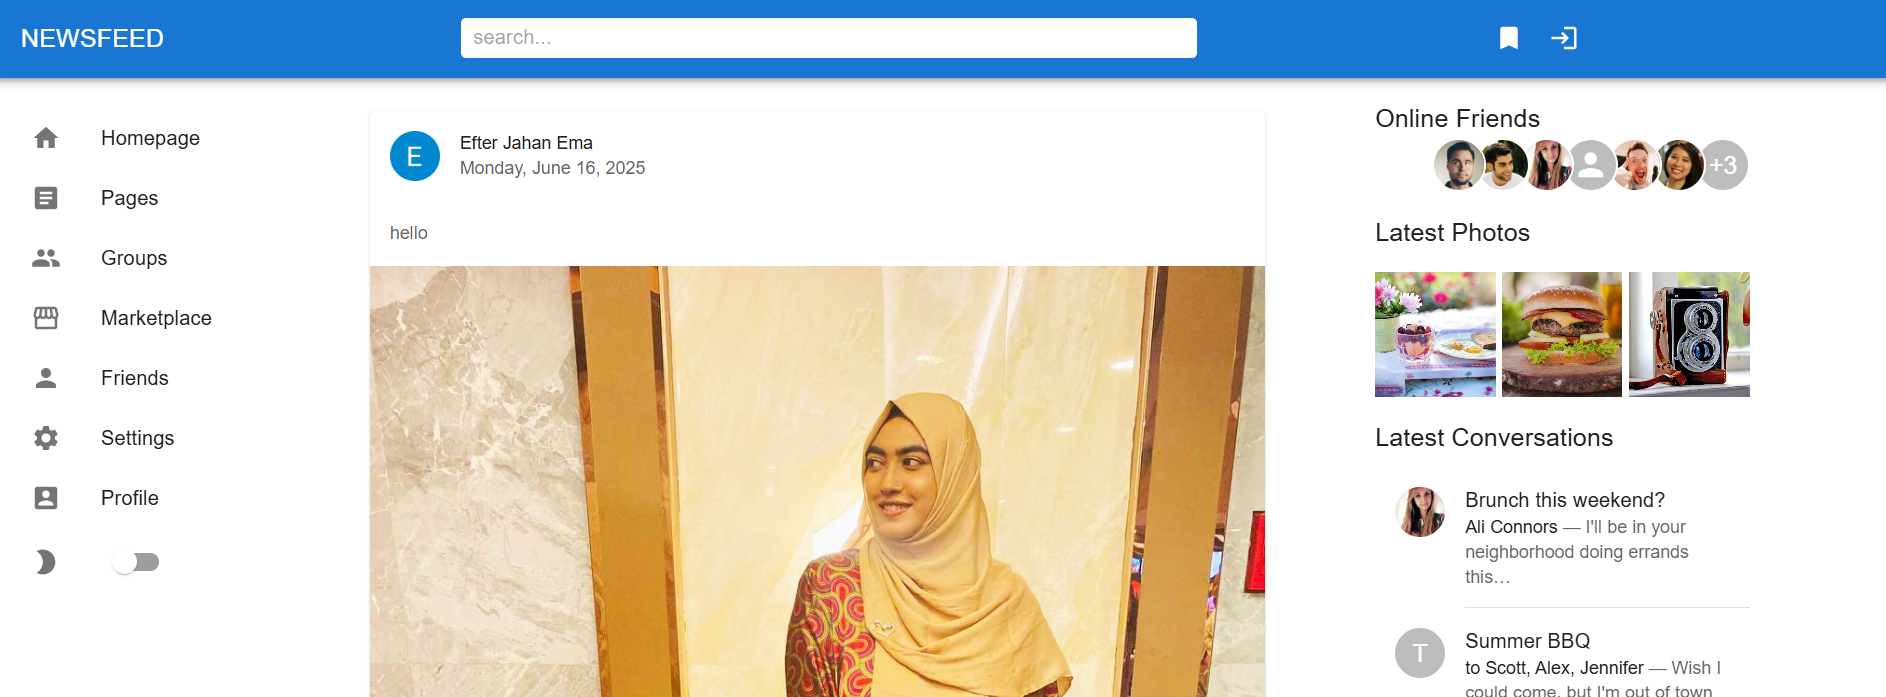 NEWSFEED
search...
Homepage
Pages
Groups
Marketplace
Friends
Settings
Profile
E
Efter Jahan Ema
Monday, June 16, 2025
hello
Online Friends
+3
Latest Photos
Latest Conversations
Brunch this weekend?
Ali Connors — I'll be in your
neighborhood doing errands
this…
T
Summer BBQ
to Scott, Alex, Jennifer — Wish I
could come, but I'm out of town